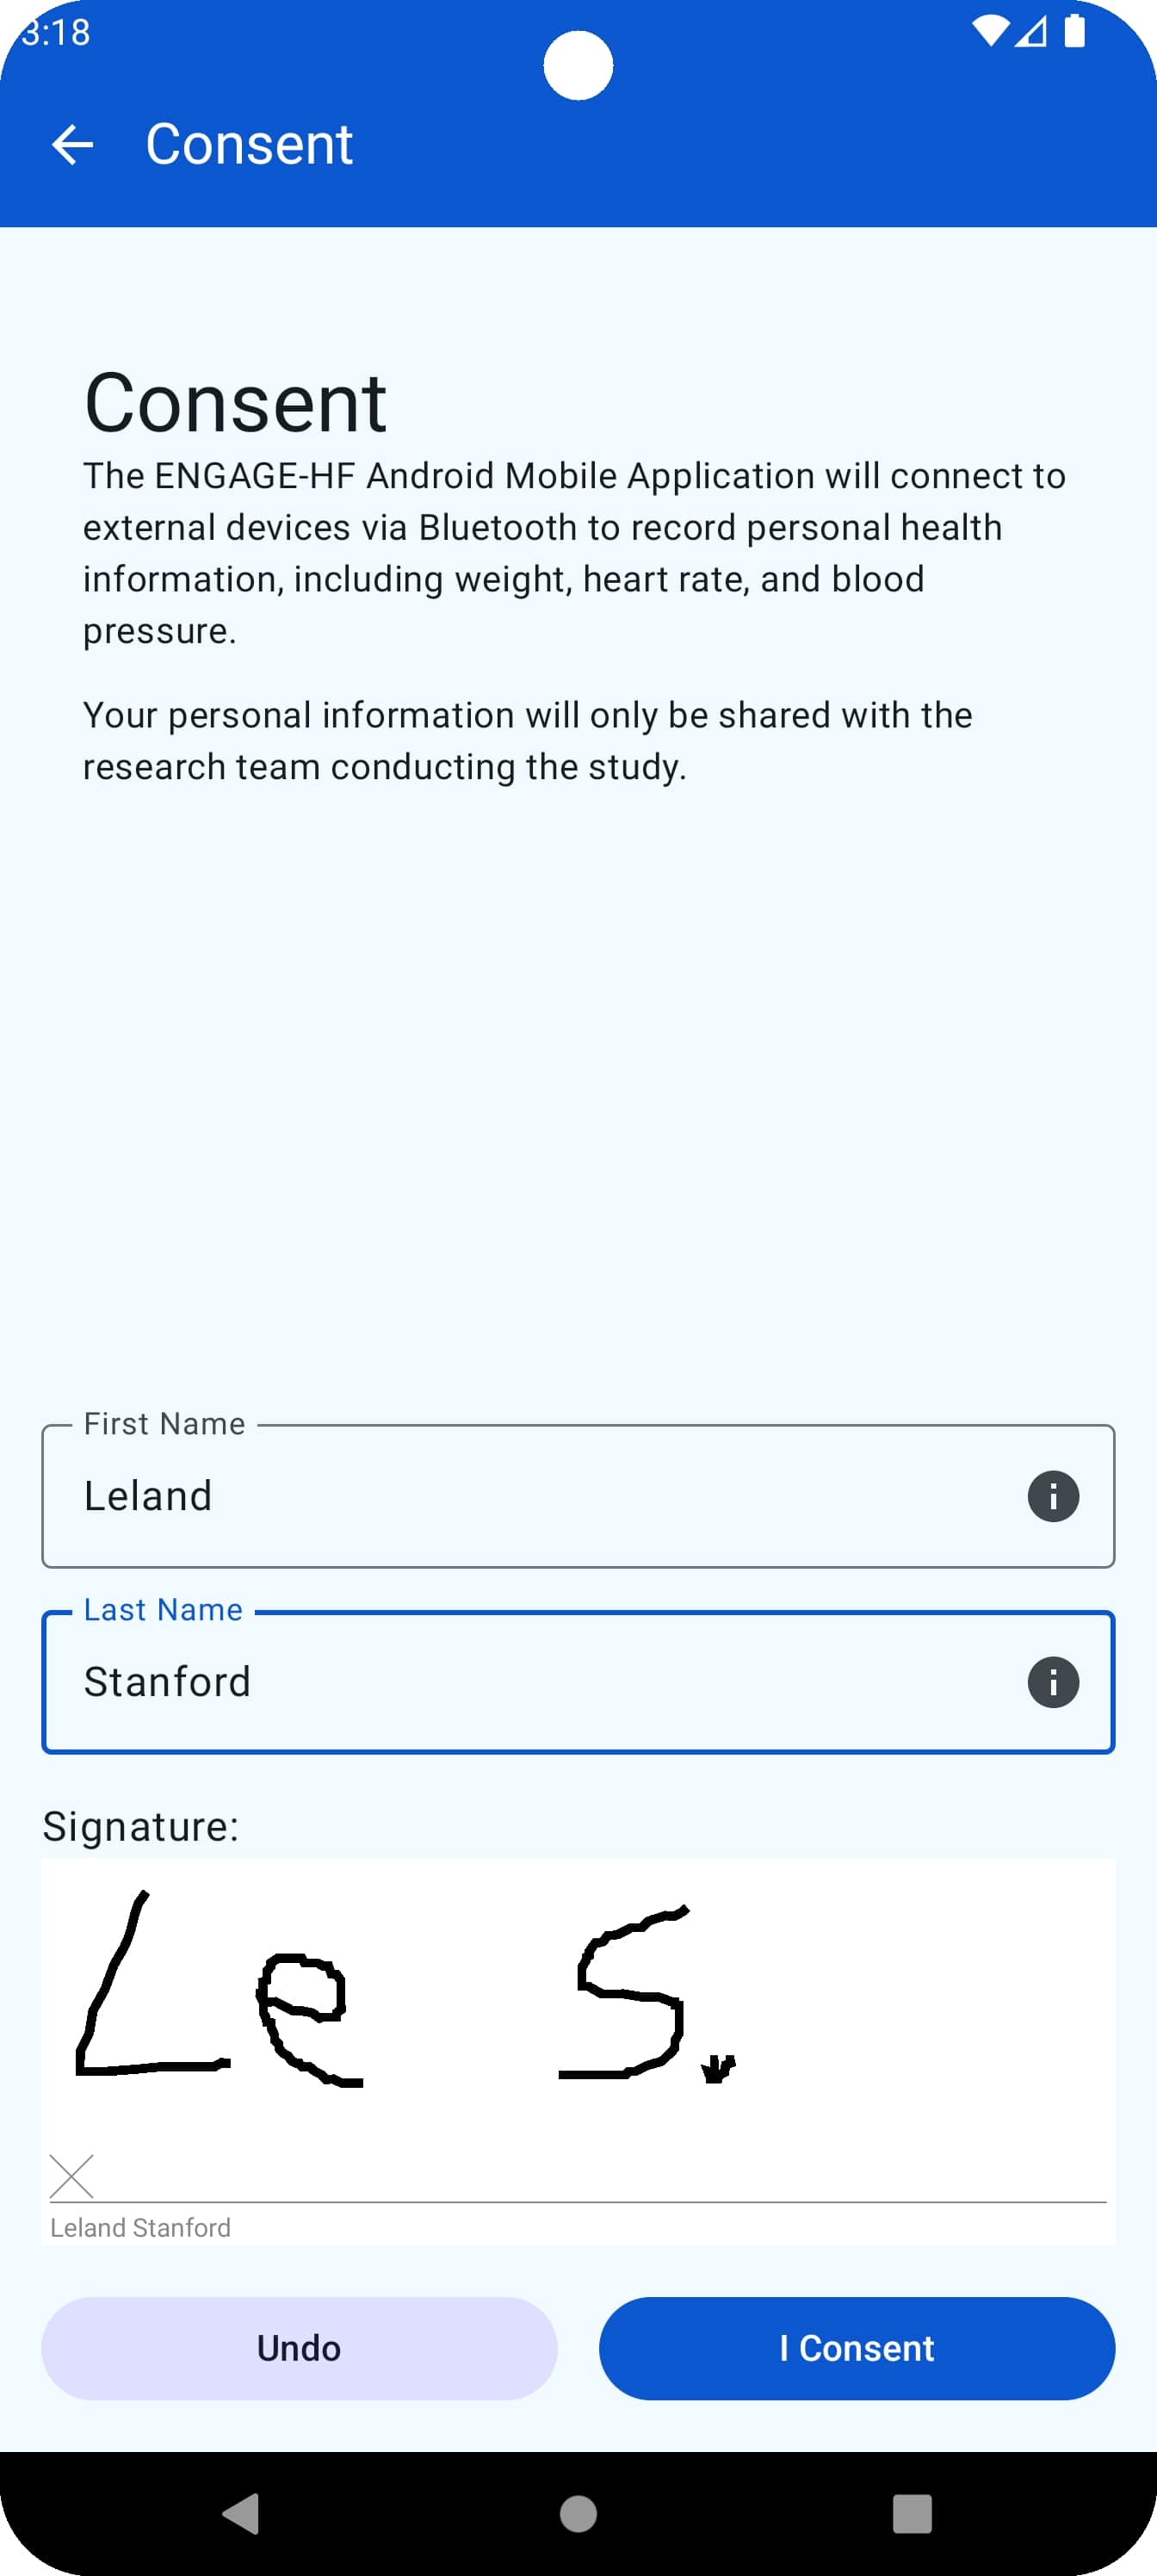 3:18
Consent
Consent
The ENGAGE-HF Android Mobile Application will connect to
external devices via Bluetooth to record personal health
information, including weight, heart rate, and blood
pressure.
Your personal information will only be shared with the
research team conducting the study.
First Name
Leland
Last Name
Stanford
Signature:
Le S.
Leland Stanford
Undo
I Consent